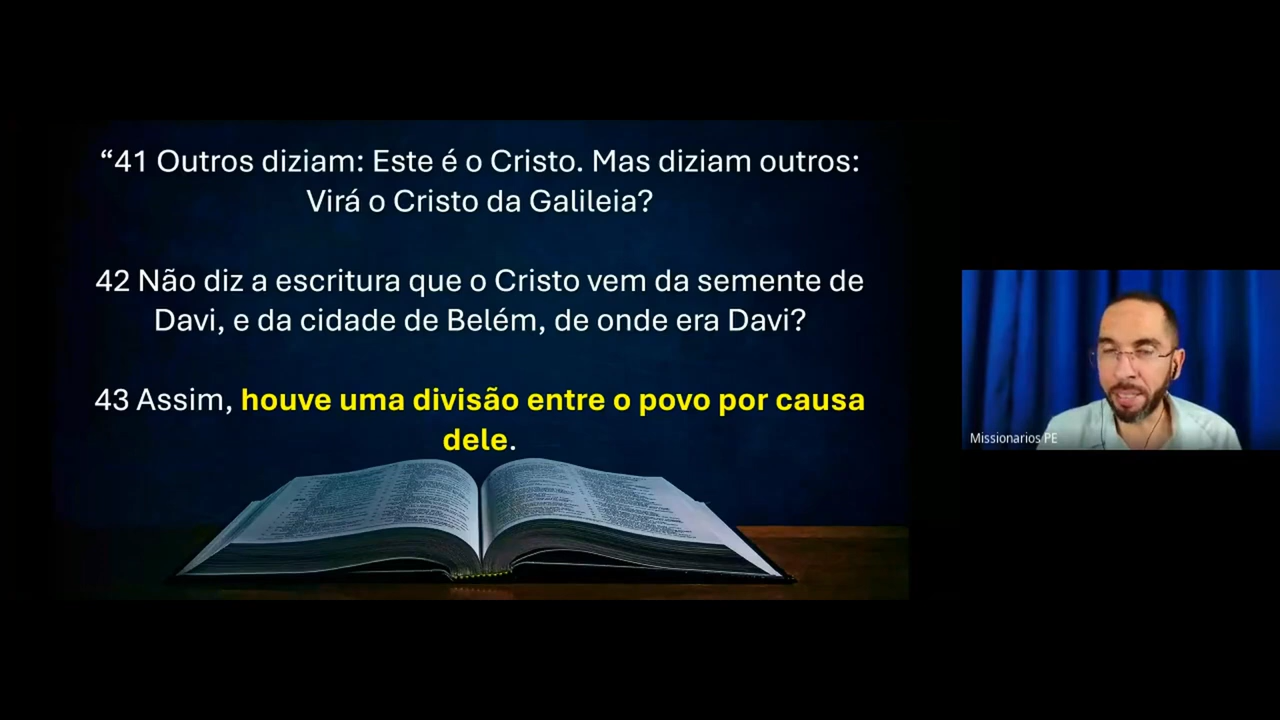 “41 Outros diziam: Este é o Cristo. Mas diziam outros:
Virá o Cristo da Galileia?
42 Não diz a escritura que o Cristo vem da semente de
Davi, e da cidade de Belém, de onde era Davi?
43 Assim, houve uma divisão entre o povo por causa
dele.
Missionarios PE